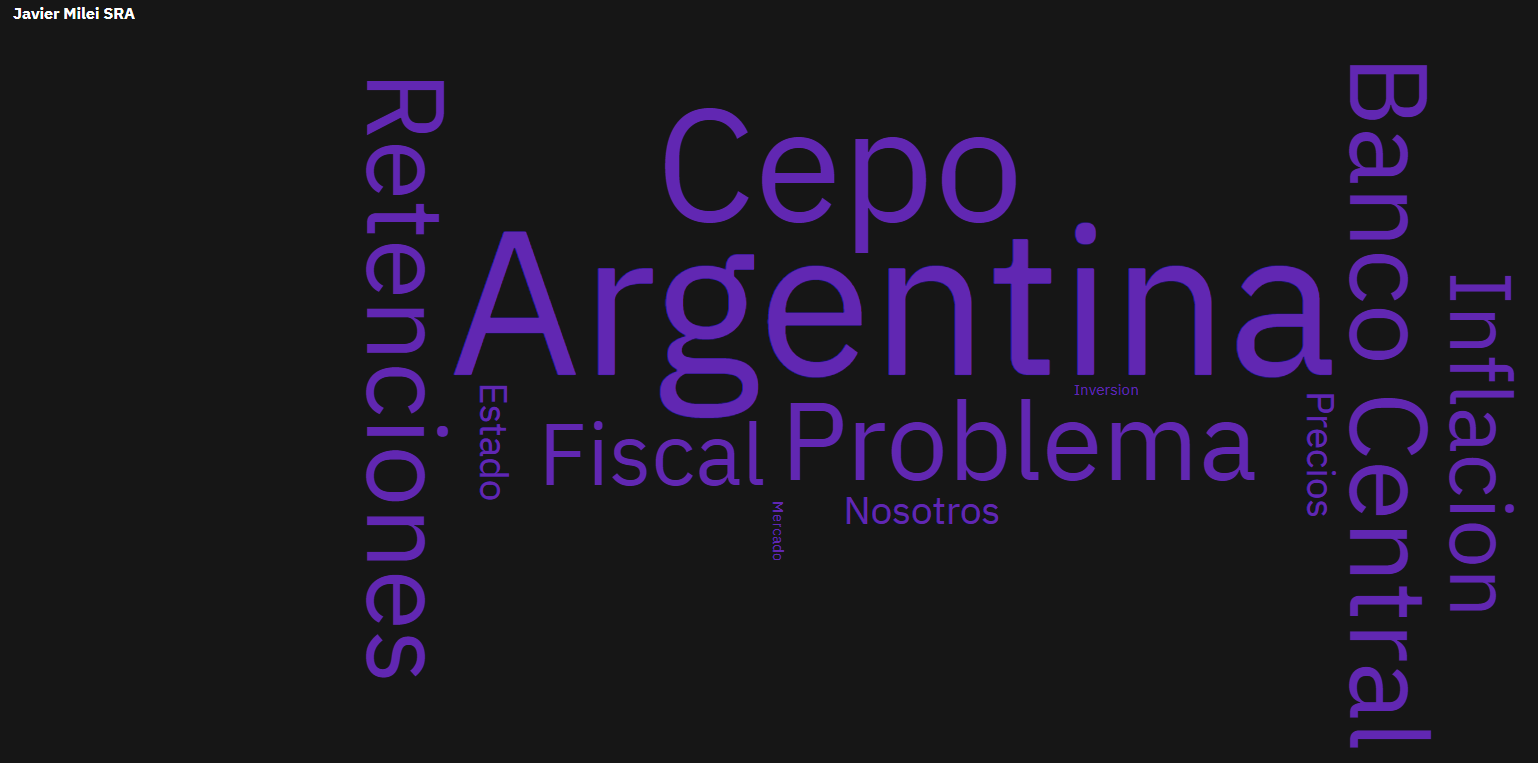 Javier Milei SRA
Retenciones
Cepo
Argentina
Banco Central
Inflacion
Estado
Inversion
Precios
Fiscal
Problema
Nosotros
Mercado